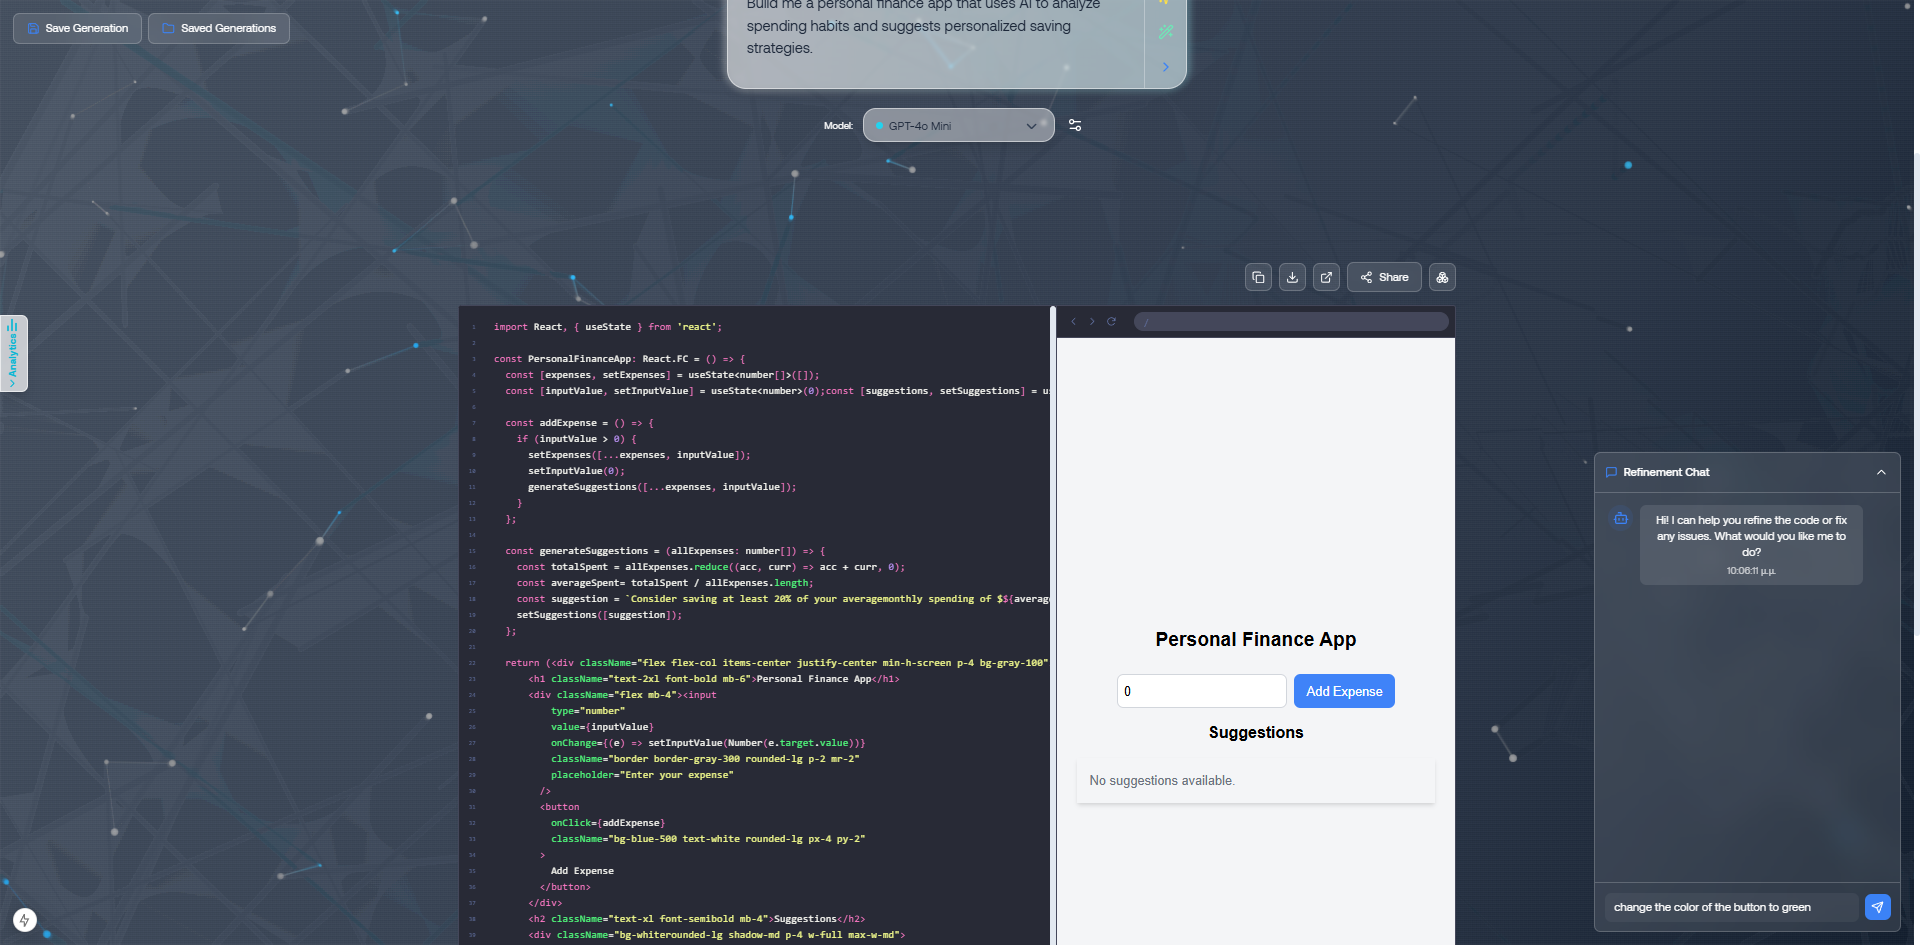 Save Generation
Saved Generations
Build me a personal finance app that uses AI to analyze
spending habits and suggests personalized saving
strategies.
Model:
GPT-4o Mini
Share
Analytics
1 import React, { useState } from 'react';
2
3 const PersonalFinanceApp: React.FC = () => {
4 const [expenses, setExpenses] = useState<number[]>([]);
5 const [inputValue, setInputValue] = useState<number>(0);const [suggestions, setSuggestions] = u
6
7 const addExpense = () => {
8 if (inputValue > 0) {
9 setExpenses([...expenses, inputValue]);
10 setInputValue(0);
11 generateSuggestions([...expenses, inputValue]);
12 }
13 };
14
15 const generateSuggestions = (allExpenses: number[]) => {
16 const totalSpent = allExpenses.reduce((acc, curr) => acc + curr, 0);
17 const averageSpent= totalSpent / allExpenses.length;
18 const suggestion = `Consider saving at least 20% of your averagemonthly spending of $${averag
19 setSuggestions([suggestion]);
20 };
21
22 return (<div className="flex flex-col items-center justify-center min-h-screen p-4 bg-gray-100"
23 <h1 className="text-2xl font-bold mb-6">Personal Finance App</h1>
24 <div className="flex mb-4"><input
25 type="number"
26 value={inputValue}
27 onChange={(e) => setInputValue(Number(e.target.value))}
28 className="border border-gray-300 rounded-lg p-2 mr-2"
29 placeholder="Enter your expense"
30 />
31 <button
32 onClick={addExpense}
33 className="bg-blue-500 text-white rounded-lg px-4 py-2"
34 >
35 Add Expense
36 </button>
37 </div>
38 <h2 className="text-xl font-semibold mb-4">Suggestions</h2>
39 <div className="bg-whiterounded-lg shadow-md p-4 w-full max-w-md">
/
Personal Finance App
0
Add Expense
Suggestions
No suggestions available.
Refinement Chat
Hi! I can help you refine the code or fix
any issues. What would you like me to
do?
10:06:11 μ.μ.
change the color of the button to green